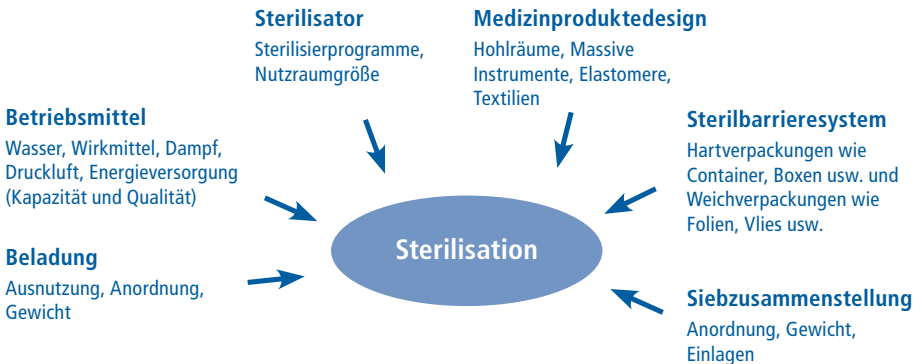 Sterilisator
Sterilisierprogramme,
Nutzraumgröße
Medizinproduktedesign
Hohlräume, Massive
Instrumente, Elastomere,
Textilien
Betriebsmittel
Wasser, Wirkmittel, Dampf,
Druckluft, Energieversorgung
(Kapazität und Qualität)
Sterilbarrieresystem
Hartverpackungen wie
Container, Boxen usw. und
Weichverpackungen wie
Folien, Vlies usw.
Sterilisation
Beladung
Ausnutzung, Anordnung,
Gewicht
Siebzusammenstellung
Anordnung, Gewicht,
Einlagen